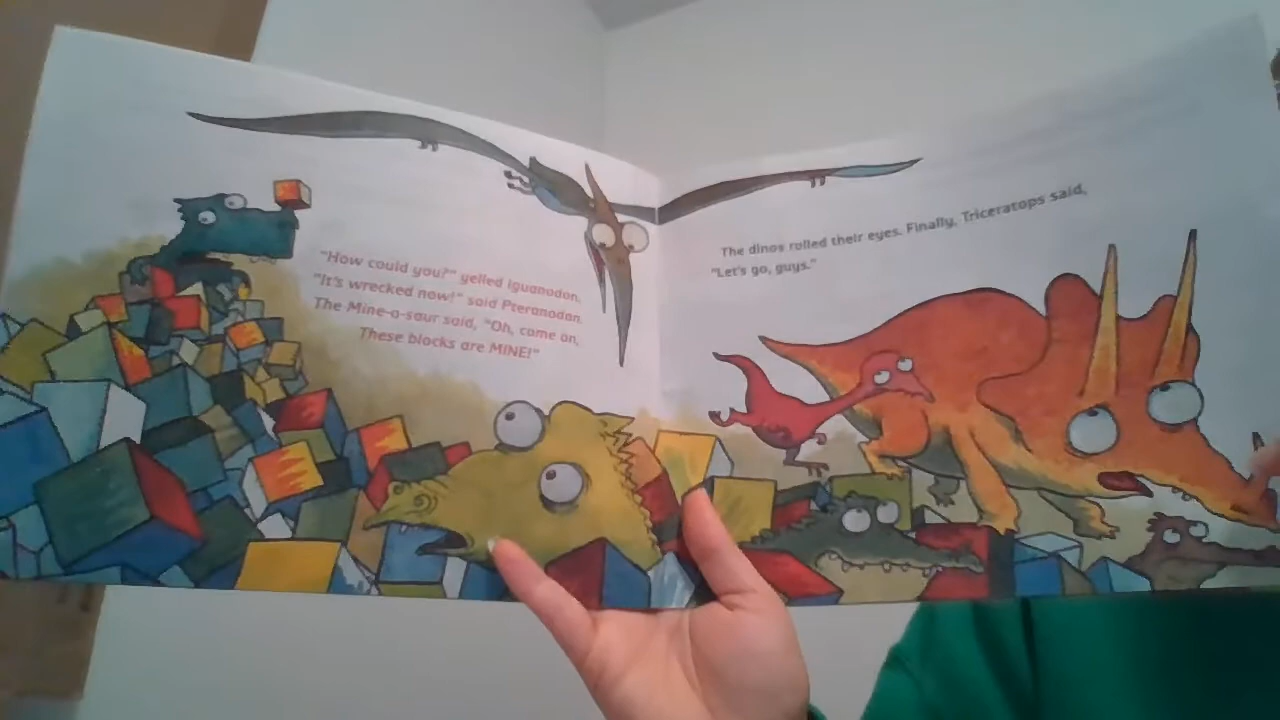 "How could you?" yelled Iguanodon.
"It's wrecked now!" said Pteranodon.
The Mine-o-saur said, "Oh, come on,
These blocks are MINE!"
The dinos rolled their eyes. Finally, Triceratops said,
"Let's go, guys."